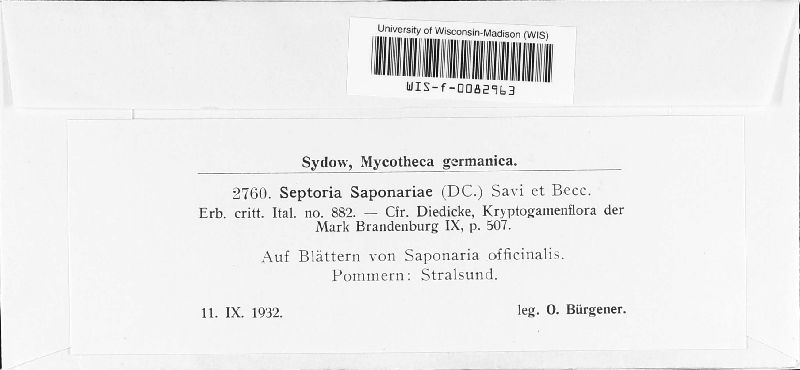 University of Wisconsin-Madison (WIS)
WIS-f-0082963
Sydow, Mycotheca germanica.
2760. Septoria Saponariae (DC.) Savi et Becc.
Erb. critt. Ital. no. 882. — Cfr. Diedicke, Kryptogamenflora der
Mark Brandenburg IX, p. 507.
Auf Blättern von Saponaria officinalis.
Pommern: Stralsund.
11. IX. 1932.
leg. O. Bürgener.